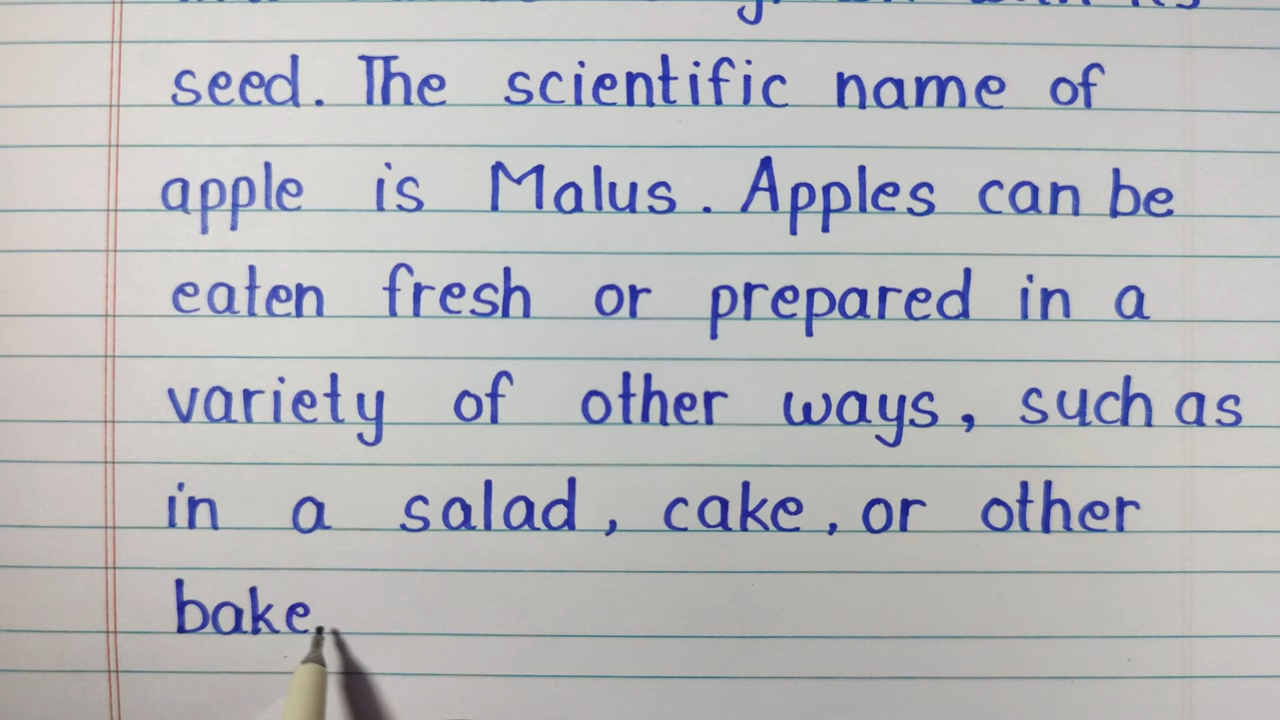 seed. The scientific name of
apple is Malus. Apples can be
eaten fresh or prepared in a
variety of other ways, such as
in a salad, cake, or other
bake